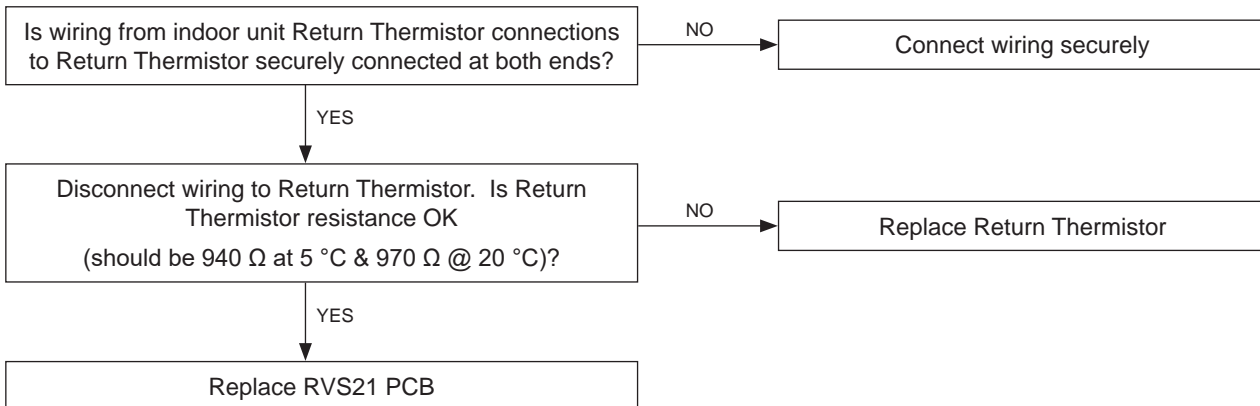 Is wiring from indoor unit Return Thermistor connections
to Return Thermistor securely connected at both ends?
NO
Connect wiring securely
YES
Disconnect wiring to Return Thermistor. Is Return
Thermistor resistance OK
(should be 940 Ω at 5 °C & 970 Ω @ 20 °C)?
NO
Replace Return Thermistor
YES
Replace RVS21 PCB